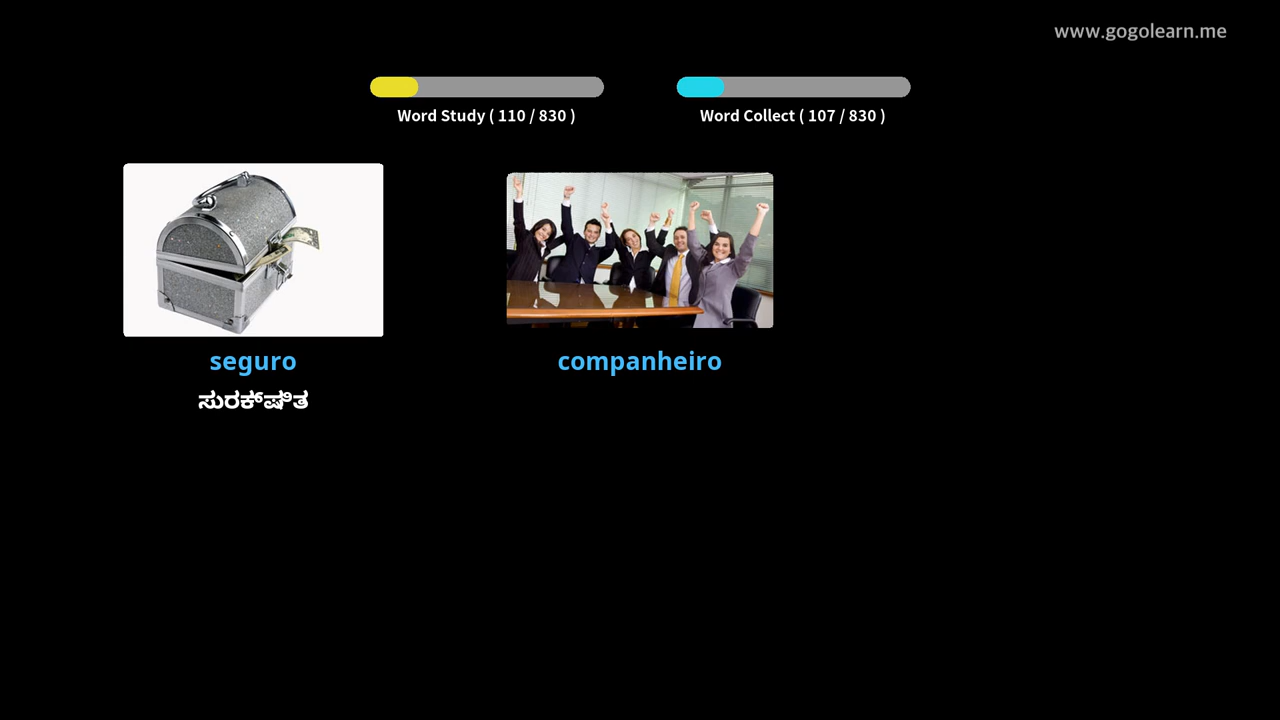 www.gogolearn.me
Word Study ( 110 / 830 )
Word Collect ( 107 / 830 )
seguro
companheiro
ಸುರಕ್ಷಿತ